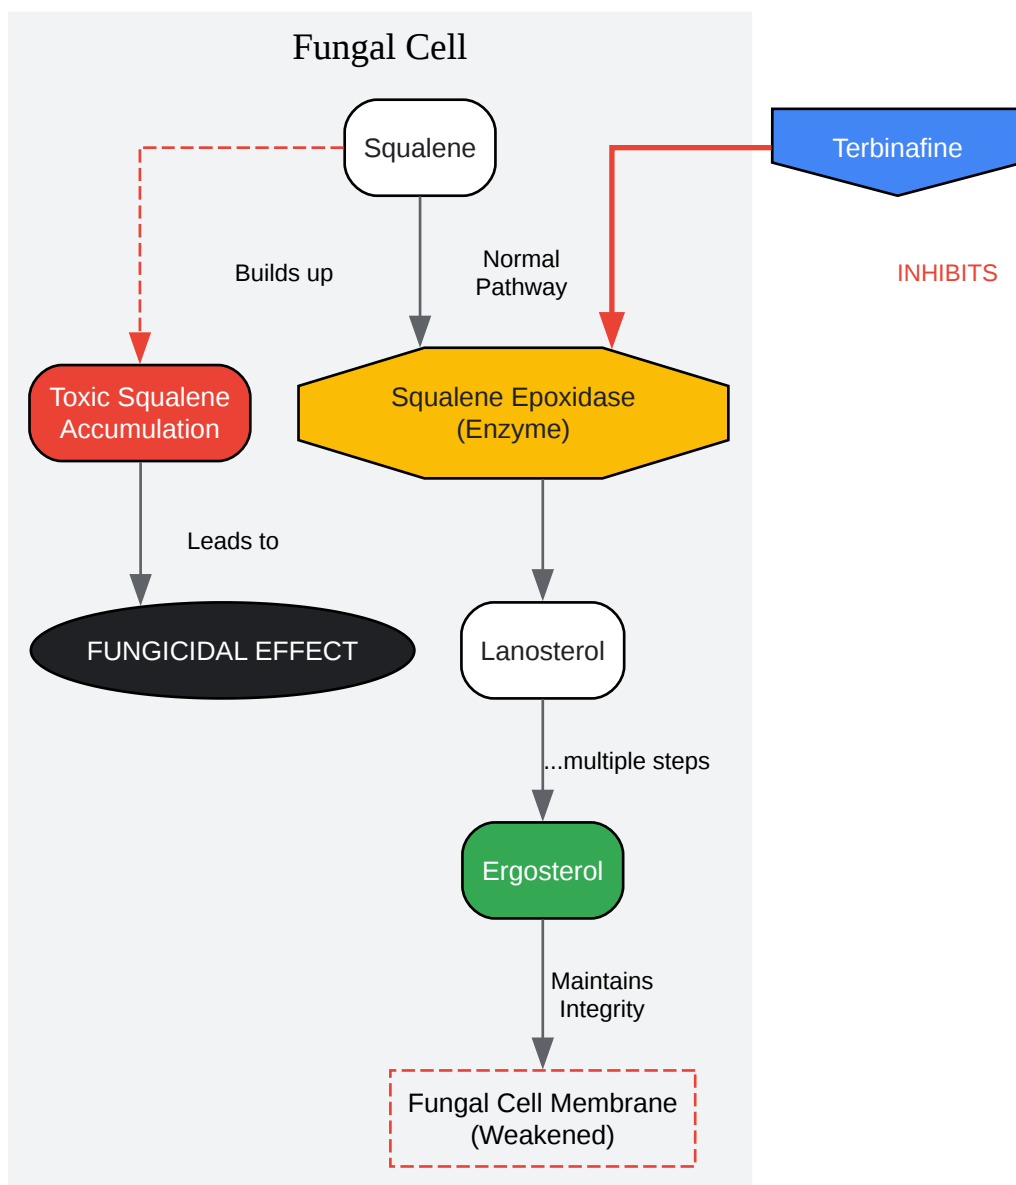 Fungal Cell
Squalene
Terbinafine
Builds up
Normal
Pathway
INHIBITS
Toxic Squalene
Accumulation
Squalene Epoxidase
(Enzyme)
Leads to
FUNGICIDAL EFFECT
Lanosterol
...multiple steps
Ergosterol
Maintains
Integrity
Fungal Cell Membrane
(Weakened)